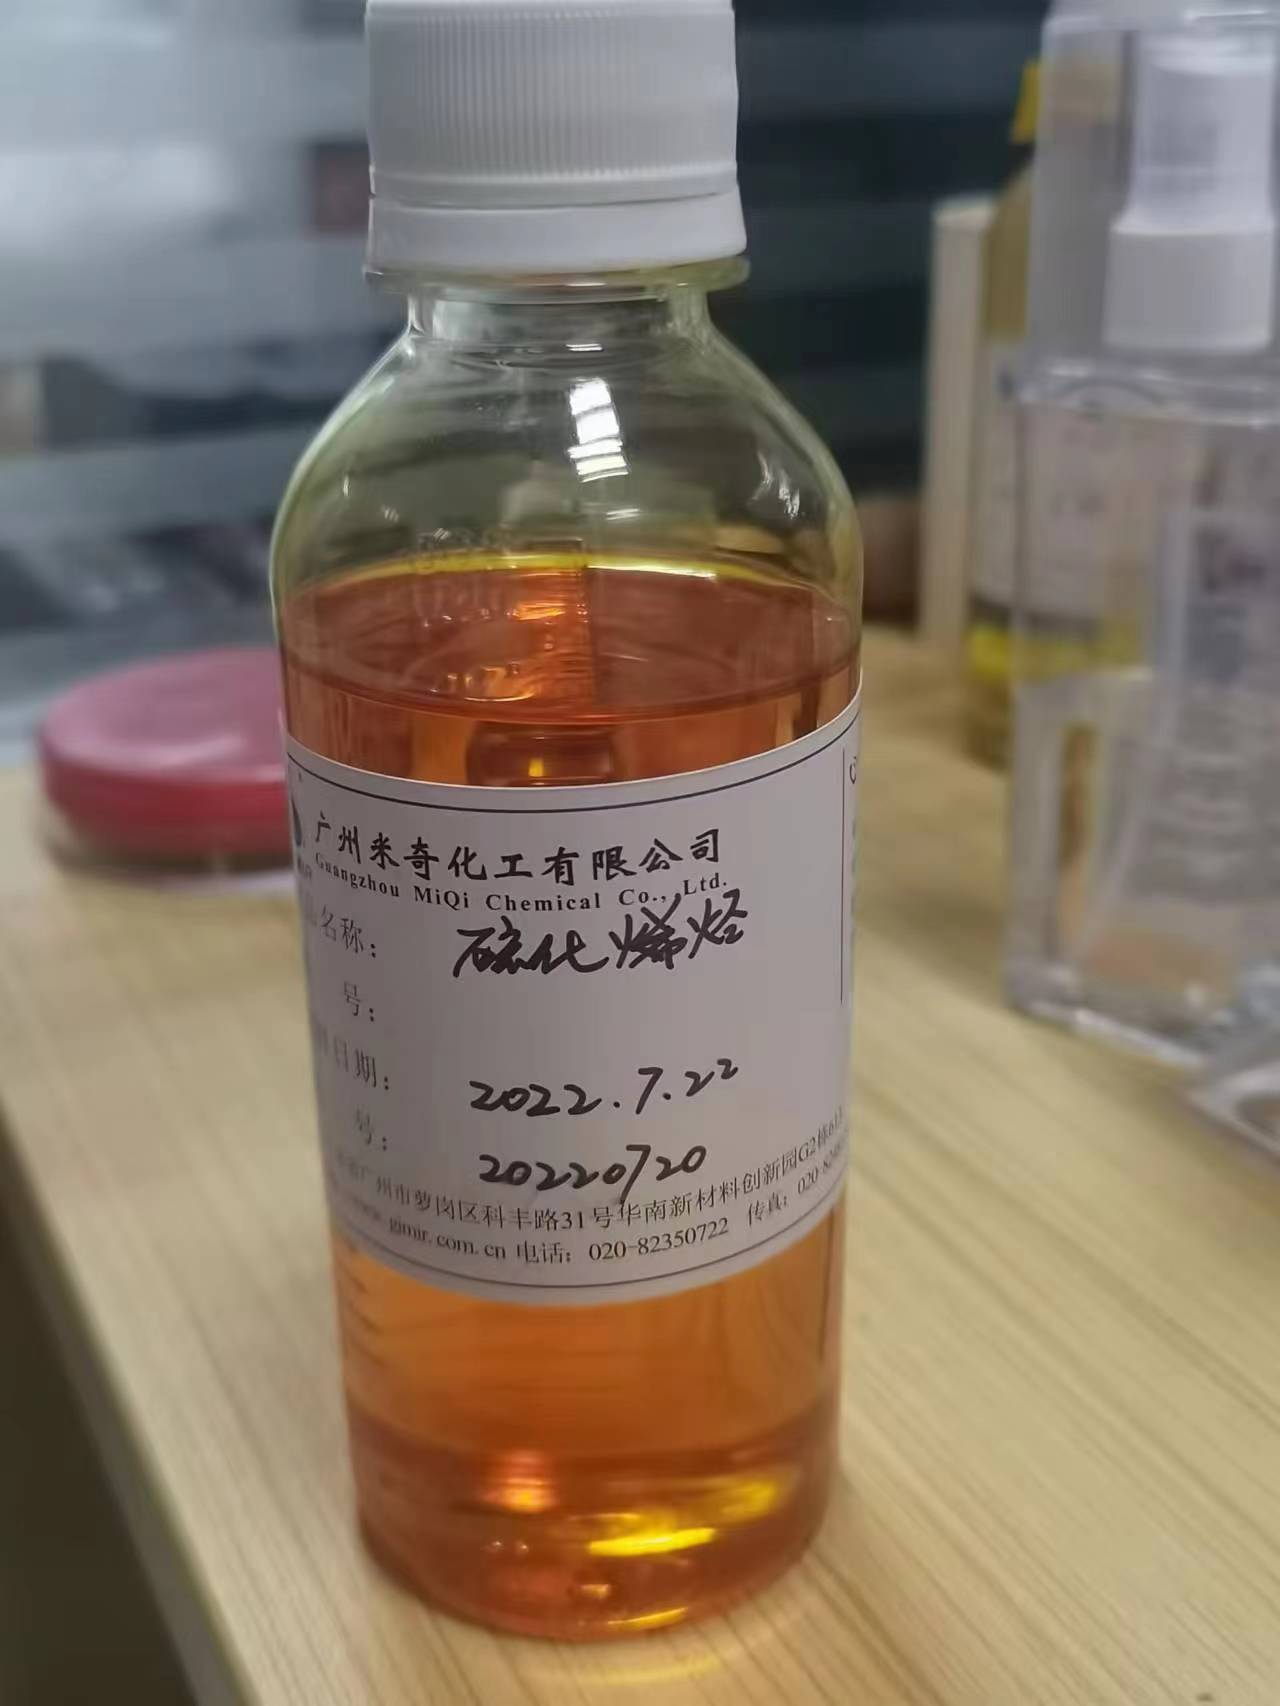 广州米奇化工有限公司
Guangzhou MiQi Chemical Co., Ltd.
名称： 硫化烯烃
号：
日期： 2022.7.22
号： 20220720
广州市萝岗区科丰路31号华南新材料创新园G2栋61
gimir.com.cn 电话：020-82350722 传真：020-82